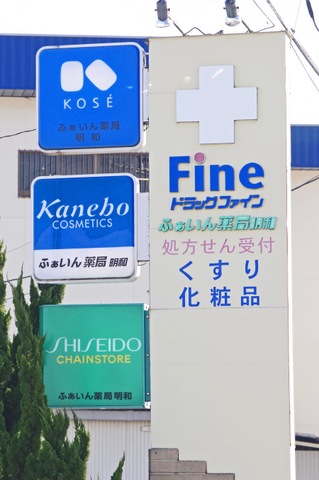 KOSÉ
ふぁいん薬局
明和
Kanebo
COSMETICS
ふぁいん薬局 明和
SHISEIDO
CHAINSTORE
ふぁいん薬局明和
Fine
ドラッグファイン
ふぁいん薬局明和
処方せん受付
くすり
化粧品